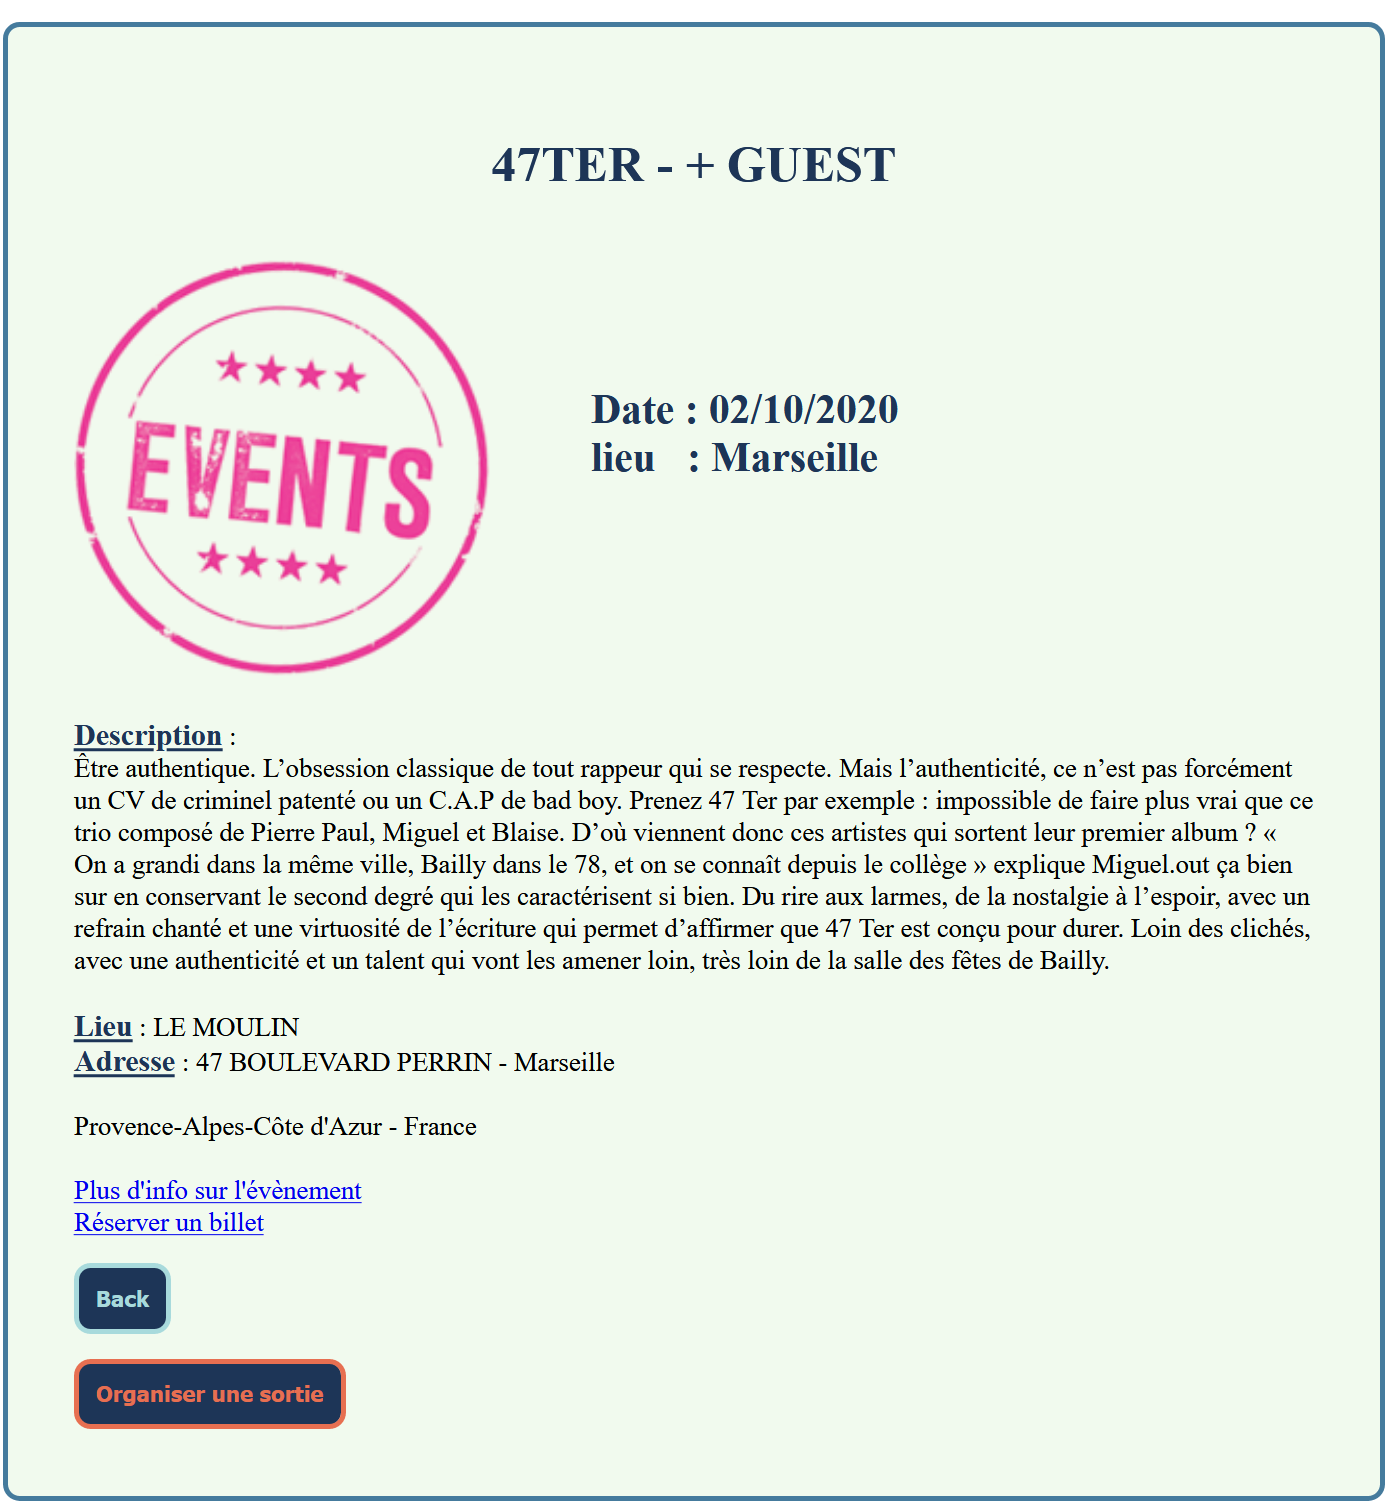 47TER - + GUEST
★★★★
EVENTS
★★★★
Date : 02/10/2020
lieu : Marseille
Description :
Être authentique. L’obsession classique de tout rappeur qui se respecte. Mais l’authenticité, ce n’est pas forcément
un CV de criminel patenté ou un C.A.P de bad boy. Prenez 47 Ter par exemple : impossible de faire plus vrai que ce
trio composé de Pierre Paul, Miguel et Blaise. D’où viennent donc ces artistes qui sortent leur premier album ? «
On a grandi dans la même ville, Bailly dans le 78, et on se connaît depuis le collège » explique Miguel.out ça bien
sur en conservant le second degré qui les caractérisent si bien. Du rire aux larmes, de la nostalgie à l’espoir, avec un
refrain chanté et une virtuosité de l’écriture qui permet d’affirmer que 47 Ter est conçu pour durer. Loin des clichés,
avec une authenticité et un talent qui vont les amener loin, très loin de la salle des fêtes de Bailly.
Lieu : LE MOULIN
Adresse : 47 BOULEVARD PERRIN - Marseille
Provence-Alpes-Côte d'Azur - France
Plus d'info sur l'évènement
Réserver un billet
Back
Organiser une sortie